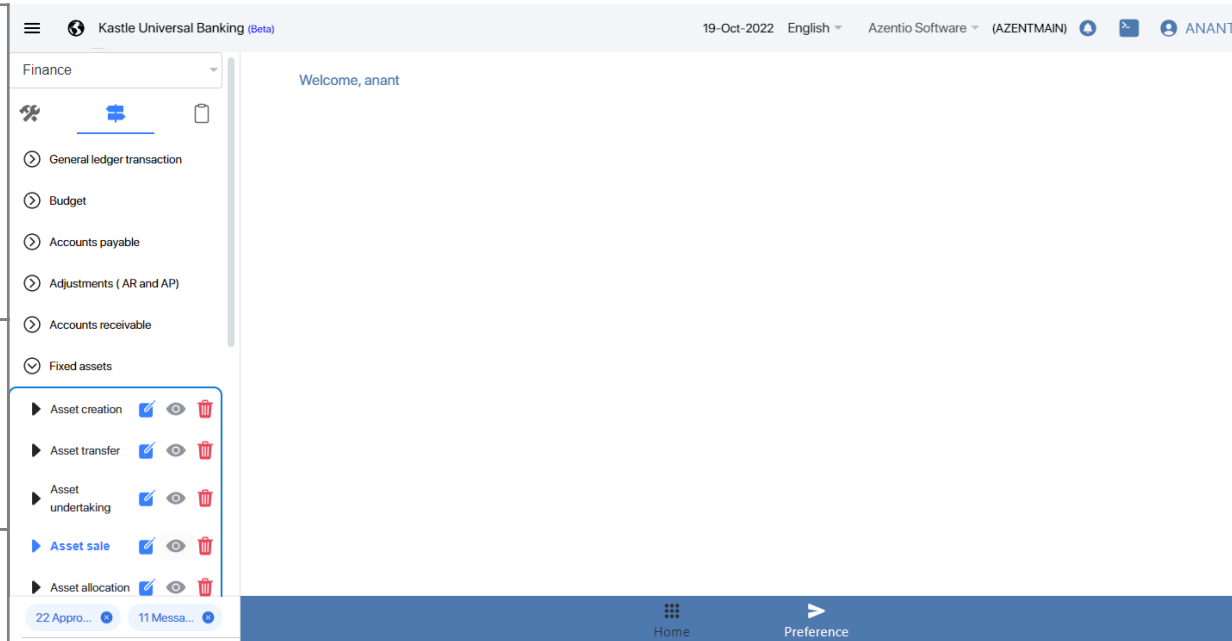 Kastle Universal Banking (Beta)
19-Oct-2022 English Azentio Software (AZENTMAIN) ANANT
Finance
Welcome, anant
General ledger transaction
Budget
Accounts payable
Adjustments ( AR and AP)
Accounts receivable
Fixed assets
Asset creation
Asset transfer
Asset
undertaking
Asset sale
Asset allocation
22 Appro... 11 Messa...
Home Preference